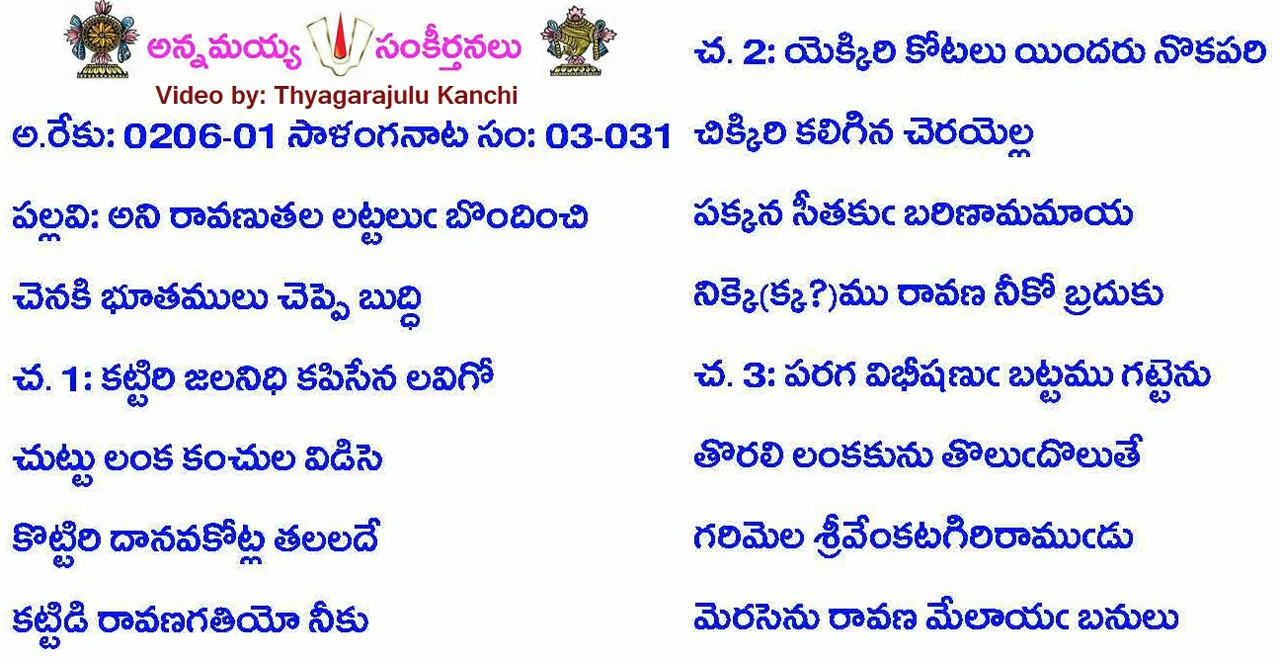 అన్నమయ్య సంకీర్తనలు
Video by: Thyagarajulu Kanchi
అ.రేకు: 0206-01 సాళంగనాట సం: 03-031
పల్లవి: అని రావణుతల లట్టలుఁ బొందించి
చెనకి భూతములు చెప్పె బుద్ధి
చ. 1: కట్టిరి జలనిధి కపిసేన లవిగో
చుట్టు లంక కంచుల విడిసె
కొట్టిరి దానవకోట్ల తలలదే
కట్టిడి రావణగతియో నీకు
చ. 2: యెక్కిరి కోటలు యిందరు నొకపరి
చిక్కిరి కలిగిన చెరయెల్ల
పక్కన సీతకుఁ బరిణామమాయ
నిక్కె(క్క?)ము రావణ నీకో బ్రదుకు
చ. 3: పరగ విభీషణుఁ బట్టము గట్టెను
తొరలి లంకకును తొలుఁదొలుతే
గరిమెల శ్రీవేంకటగిరిరాముఁడు
మెరసెను రావణ మేలాయఁ బనులు